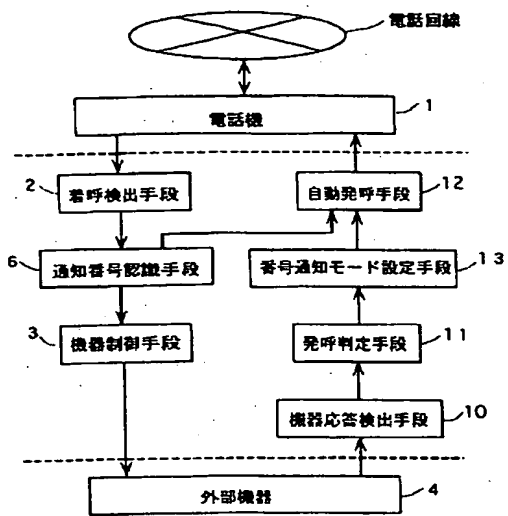 電話回線
電話機
1
2
着呼検出手段
自動発呼手段
12
6
通知番号認識手段
番号通知モード設定手段
13
3
機器制御手段
発呼判定手段
11
機器応答検出手段
10
外部機器
4